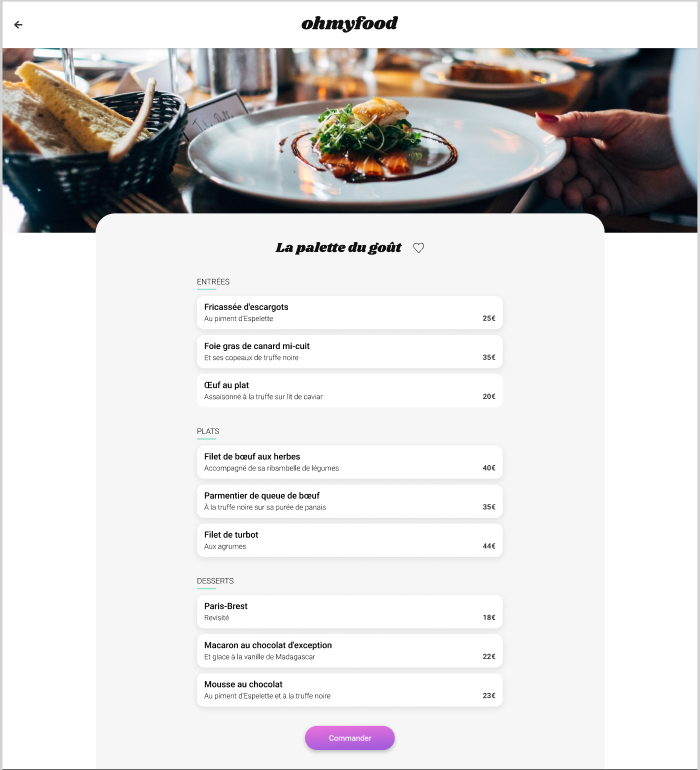 ohmyfood
La palette du goût
ENTRÉES
Fricassée d'escargots
Au piment d'Espelette
25€
Foie gras de canard mi-cuit
Et ses copeaux de truffe noire
35€
Œuf au plat
Assaisonné à la truffe sur lit de caviar
20€
PLATS
Filet de bœuf aux herbes
Accompagné de sa ribambelle de légumes
40€
Parmentier de queue de bœuf
À la truffe noire sur sa purée de panais
35€
Filet de turbot
Aux agrumes
44€
DESSERTS
Paris-Brest
Revisité
18€
Macaron au chocolat d'exception
Et glace à la vanille de Madagascar
22€
Mousse au chocolat
Au piment d'Espelette et à la truffe noire
23€
Commander